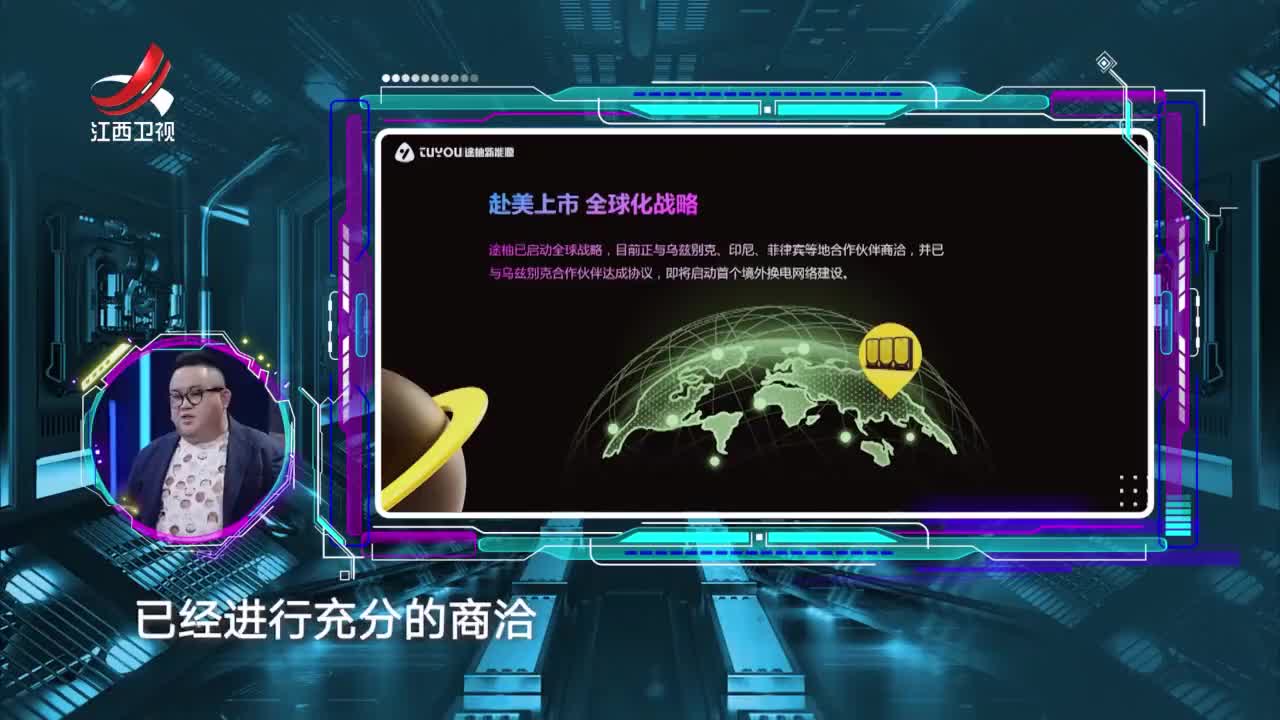 江西卫视
TUYOU 途柚新能源
赴美上市 全球化战略
途柚已启动全球战略，目前正与乌兹别克、印尼、菲律宾等地合作伙伴商洽，并已
与乌兹别克合作伙伴达成协议，即将启动首个境外换电网络建设。
已经进行充分的商洽